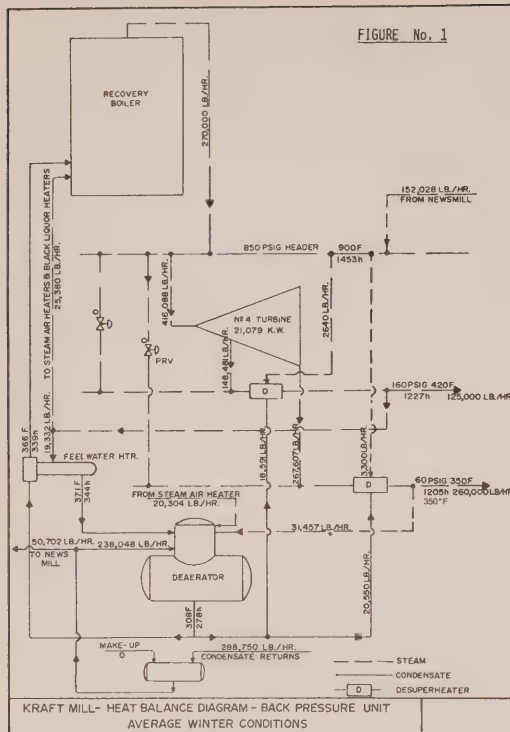 FIGURE No. 1
RECOVERY
BOILER
270,000 LB./HR.
152,028 LB./HR.
FROM NEWSMILL
TO STEAM AIR HEATERS & BLACK LIQUOR HEATERS
25,380 LB./HR.
850 PSIG HEADER
900F
1453h
416,088 LB./HR.
Nº 4 TURBINE
21,079 K.W.
2640 LB./HR.
PRV
148,481 LB./HR.
D
160 PSIG 420F
1227h
125,000 LB./HR.
366F
339h
19,332 LB./HR.
FEEDWATER HTR.
371F
344h
18,591 LB./HR.
267,607 LB./HR.
3,300 LB./HR.
D
60 PSIG 350F
1205h 260,000 LB./HR.
350°F
FROM STEAM AIR HEATER
20,304 LB./HR.
31,457 LB./HR.
50,702 LB./HR.
TO NEWS
MILL
238,048 LB./HR.
DEAERATOR
20,550 LB./HR.
308F
278h
MAKE-UP
0
288,750 LB./HR.
CONDENSATE RETURNS
STEAM
CONDENSATE
D DESUPERHEATER
KRAFT MILL- HEAT BALANCE DIAGRAM - BACK PRESSURE UNIT
AVERAGE WINTER CONDITIONS